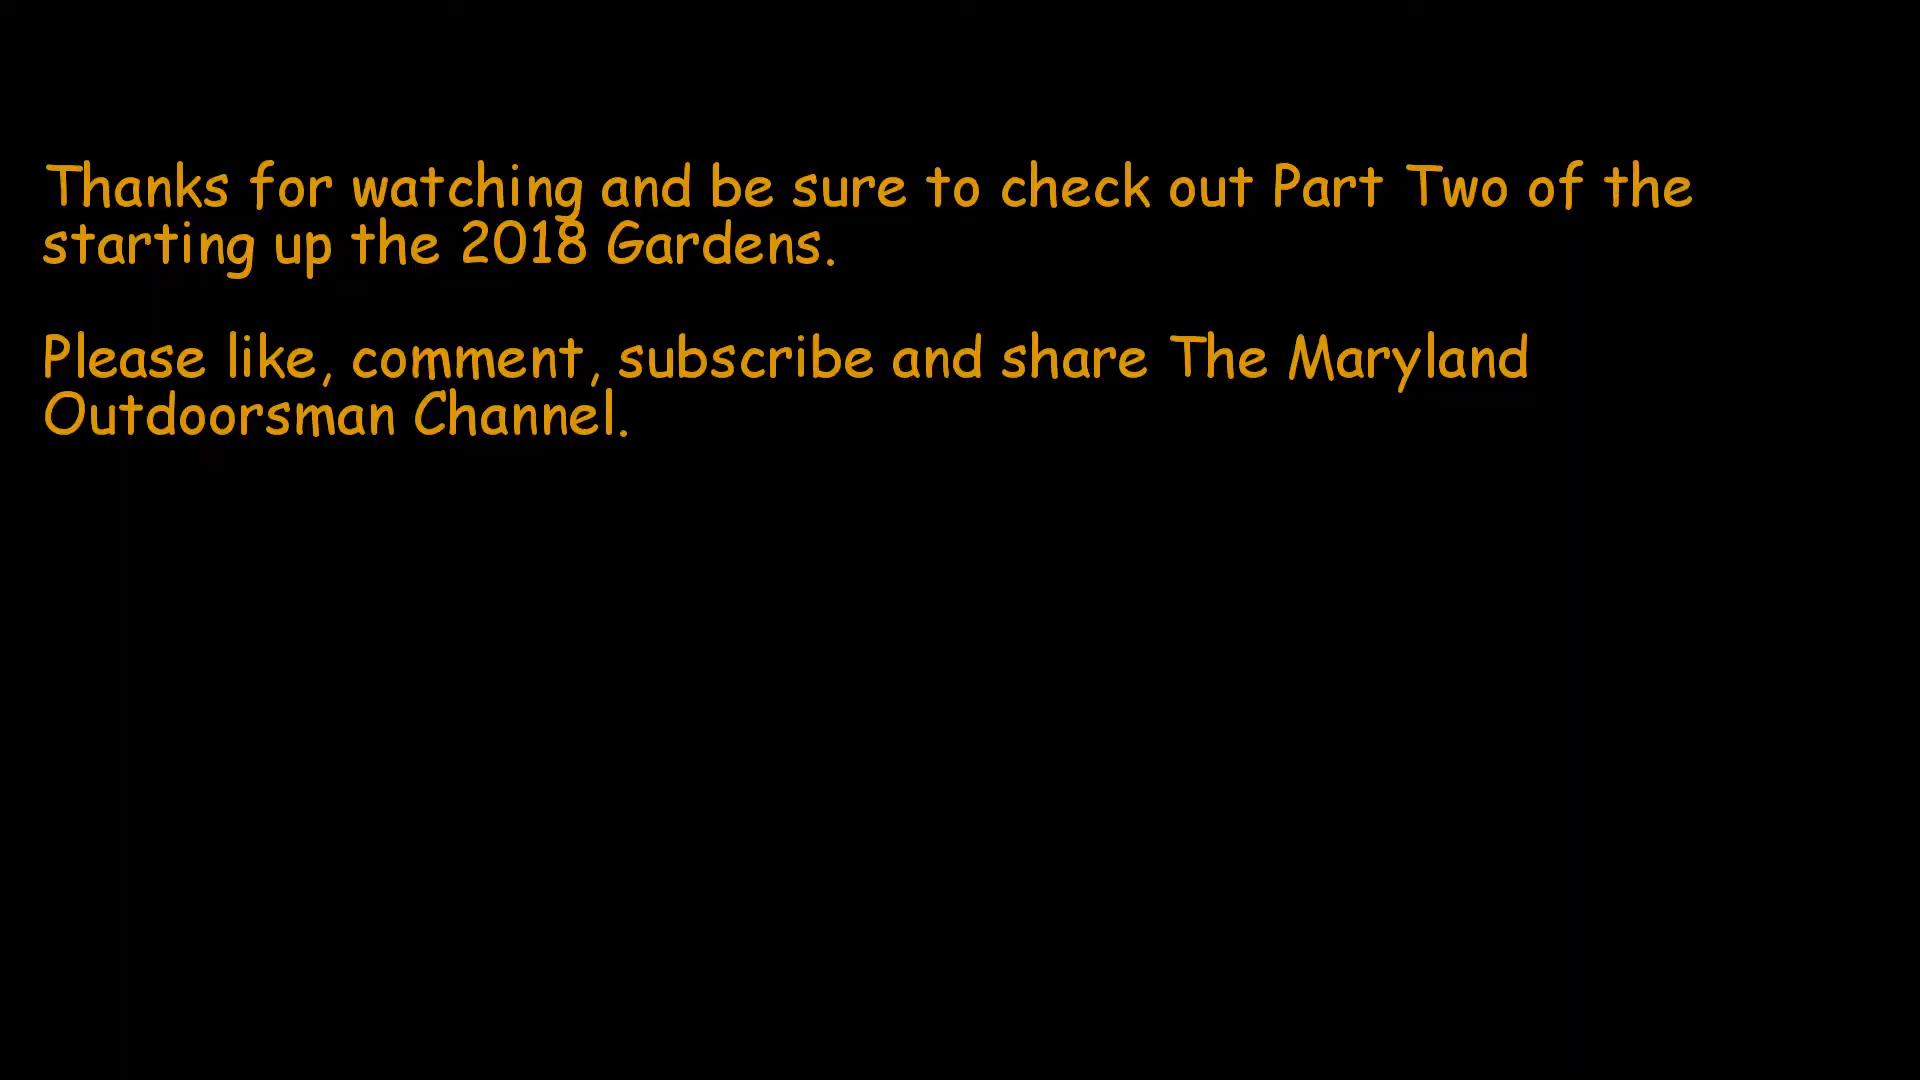 Thanks for watching and be sure to check out Part Two of the
starting up the 2018 Gardens.
Please like, comment, subscribe and share The Maryland
Outdoorsman Channel.